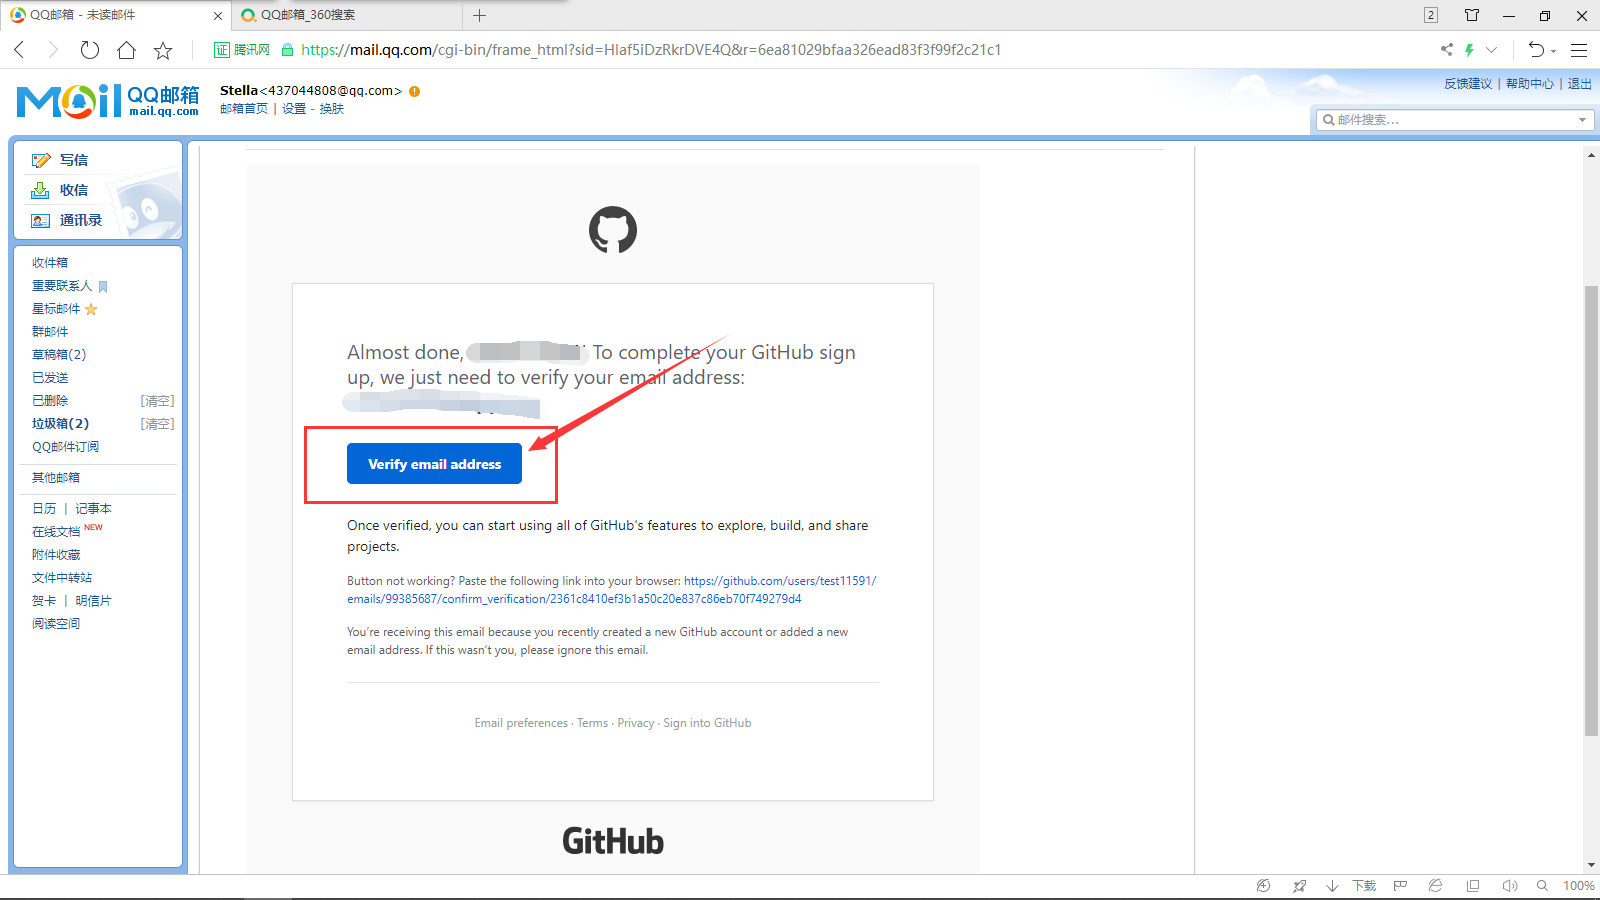 QQ邮箱 - 未读邮件
QQ邮箱_360搜索
2
证 腾讯网 https://mail.qq.com/cgi-bin/frame_html?sid=Hlaf5iDzRkrDVE4Q&r=6ea81029bfaa326ead83f3f99f2c21c1
Mail QQ邮箱
mail.qq.com
Stella<437044808@qq.com>
邮箱首页 | 设置 - 换肤
反馈建议 | 帮助中心 | 退出
邮件搜索...
写信
收信
通讯录
收件箱
重要联系人
星标邮件
群邮件
草稿箱(2)
已发送
已删除 [清空]
垃圾箱(2) [清空]
QQ邮件订阅
其他邮箱
日历 | 记事本
在线文档 NEW
附件收藏
文件中转站
贺卡 | 明信片
阅读空间
Almost done, To complete your GitHub sign
up, we just need to verify your email address:
Verify email address
Once verified, you can start using all of GitHub's features to explore, build, and share
projects.
Button not working? Paste the following link into your browser: https://github.com/users/test11591/
emails/99385687/confirm_verification/2361c8410ef3b1a50c20e837c86eb70f749279d4
You’re receiving this email because you recently created a new GitHub account or added a new
email address. If this wasn’t you, please ignore this email.
Email preferences · Terms · Privacy · Sign into GitHub
GitHub
下载
100%